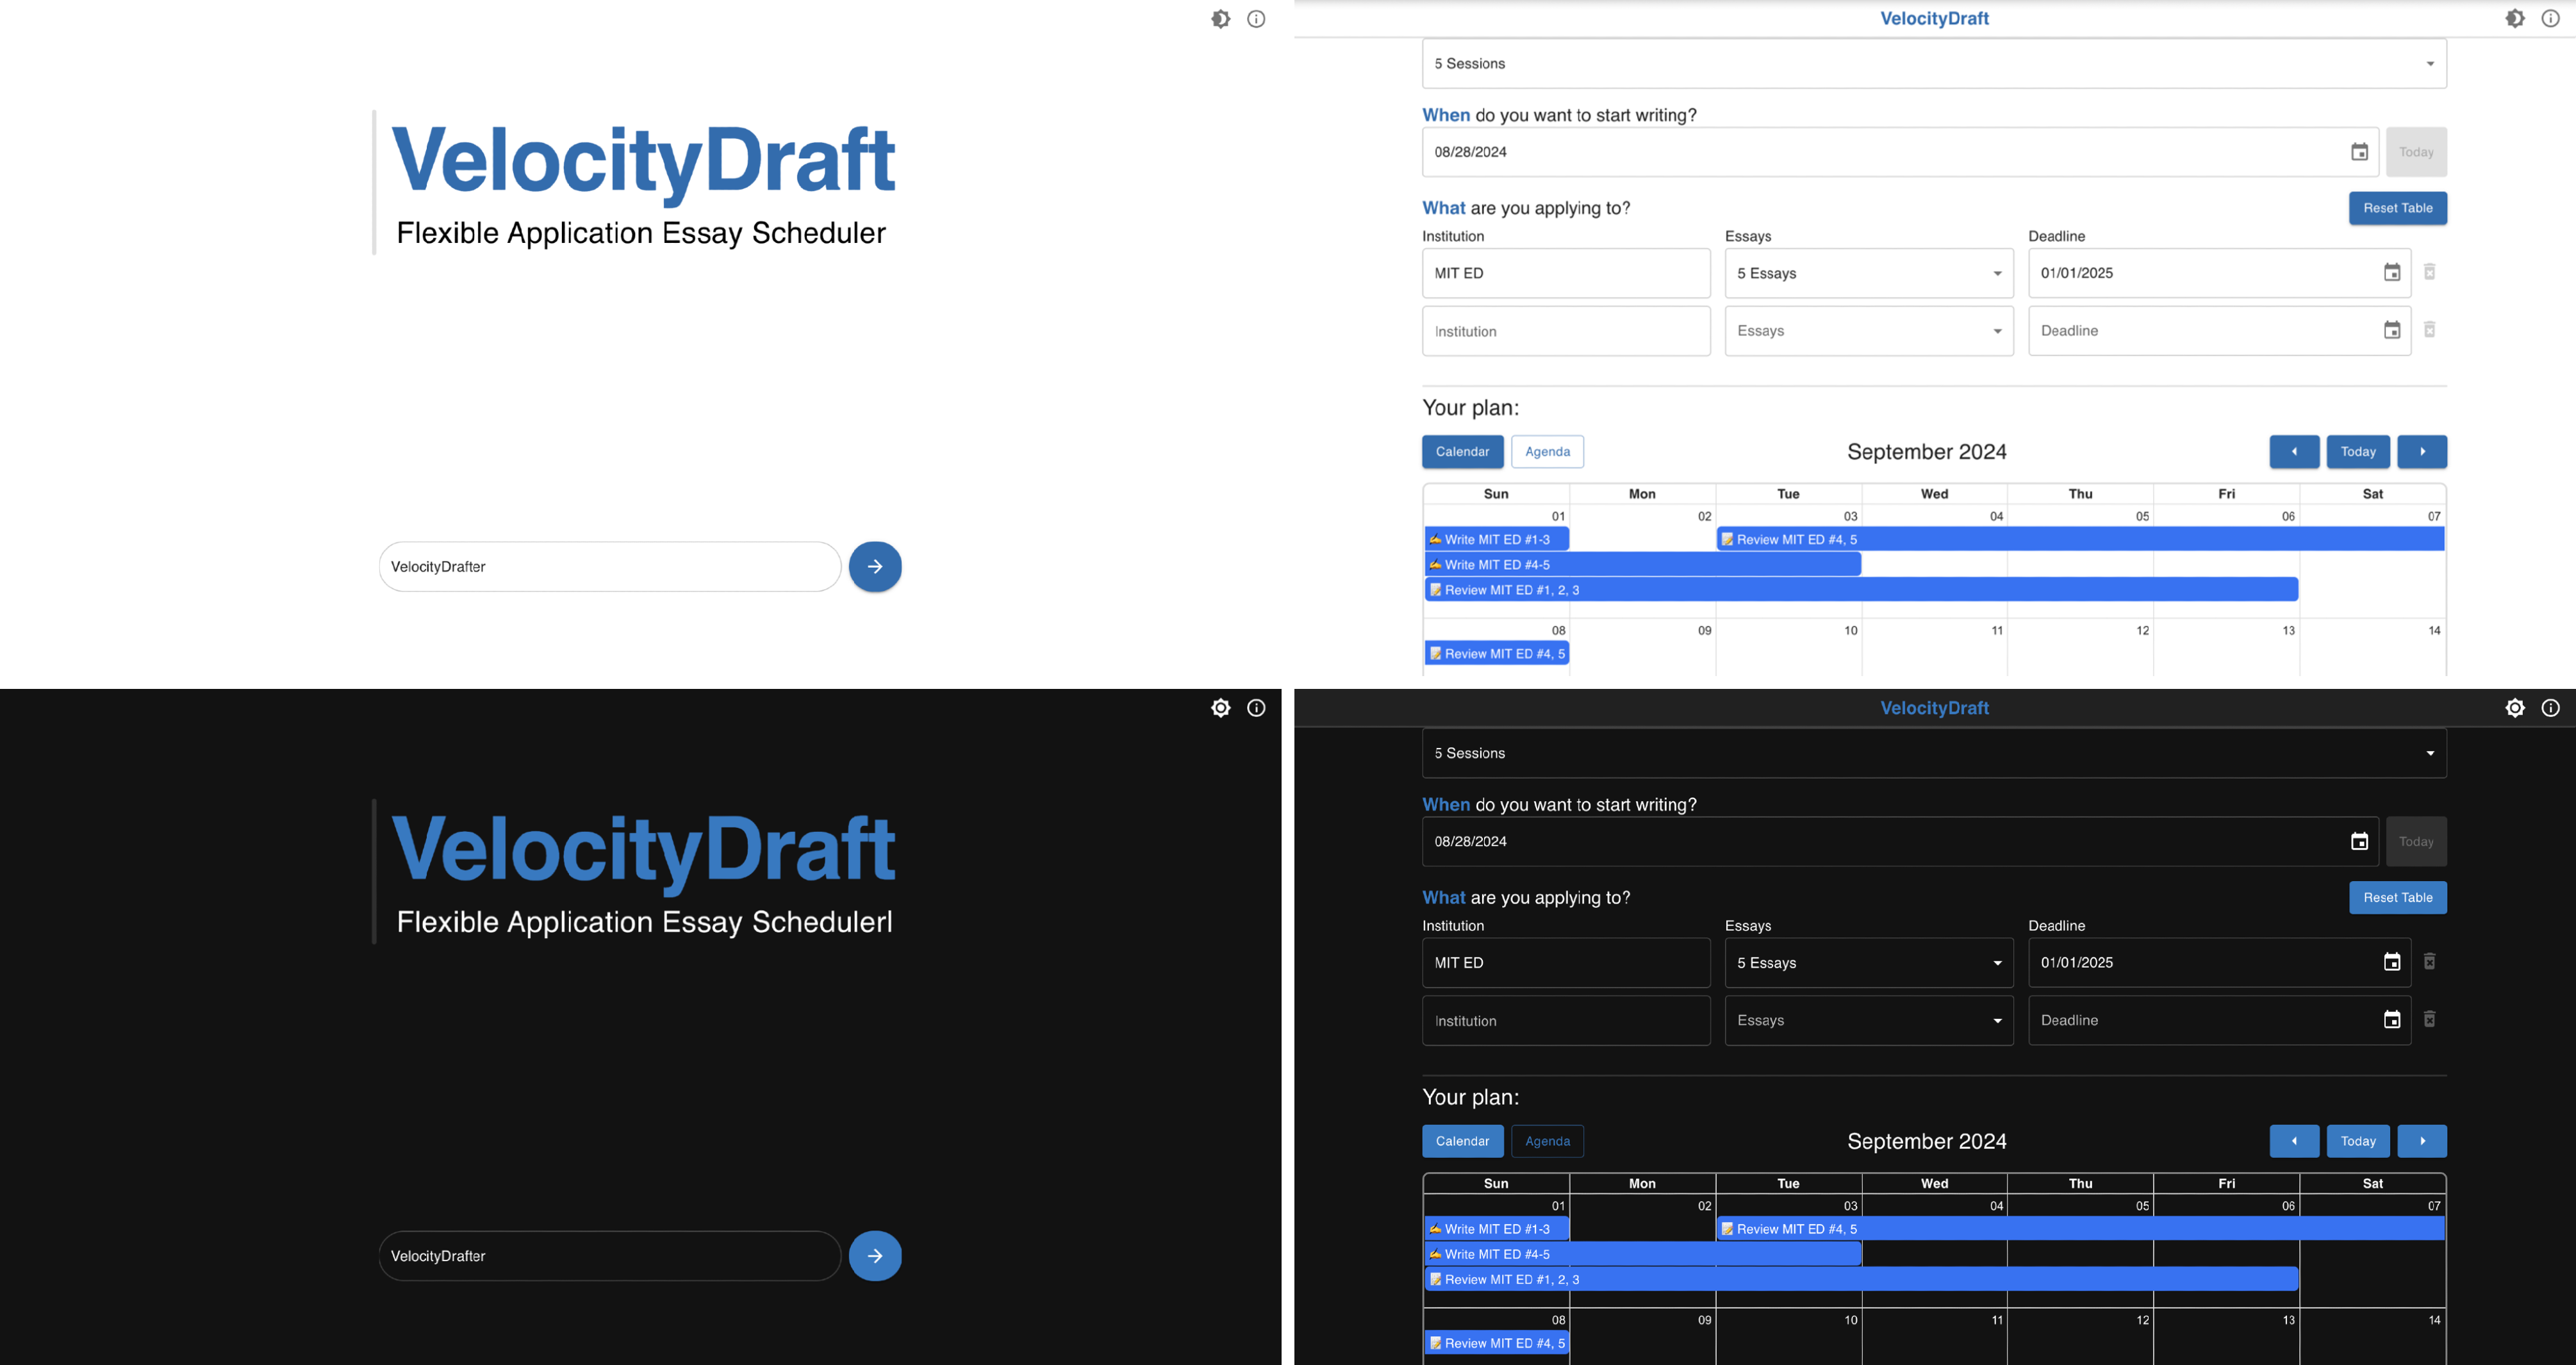 VelocityDraft
Flexible Application Essay Scheduler
VelocityDrafter
VelocityDraft
5 Sessions
When do you want to start writing?
08/28/2024 Today
What are you applying to? Reset Table
Institution Essays Deadline
MIT ED 5 Essays 01/01/2025
Institution Essays Deadline
Your plan:
Calendar Agenda September 2024 Today
Sun Mon Tue Wed Thu Fri Sat
01 02 03 04 05 06 07
✍ Write MIT ED #1-3 📝 Review MIT ED #4, 5
✍ Write MIT ED #4-5
📝 Review MIT ED #1, 2, 3
08 09 10 11 12 13 14
📝 Review MIT ED #4, 5
VelocityDraft
Flexible Application Essay Scheduler|
VelocityDrafter
VelocityDraft
5 Sessions
When do you want to start writing?
08/28/2024 Today
What are you applying to? Reset Table
Institution Essays Deadline
MIT ED 5 Essays 01/01/2025
Institution Essays Deadline
Your plan:
Calendar Agenda September 2024 Today
Sun Mon Tue Wed Thu Fri Sat
01 02 03 04 05 06 07
✍ Write MIT ED #1-3 📝 Review MIT ED #4, 5
✍ Write MIT ED #4-5
📝 Review MIT ED #1, 2, 3
08 09 10 11 12 13 14
📝 Review MIT ED #4, 5